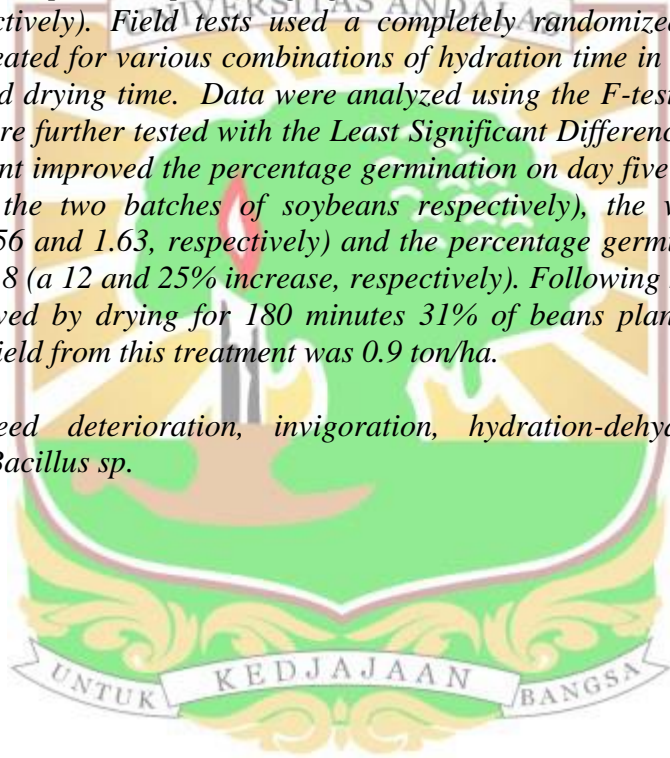 UNIVERSITAS ANDALAS
ctively). Field tests used a completely randomized
eated for various combinations of hydration time in
d drying time. Data were analyzed using the F-test
re further tested with the Least Significant Differenc
nt improved the percentage germination on day five
the two batches of soybeans respectively), the v
56 and 1.63, respectively) and the percentage germi
8 (a 12 and 25% increase, respectively). Following
ved by drying for 180 minutes 31% of beans plan
ield from this treatment was 0.9 ton/ha.
eed deterioration, invigoration, hydration-dehyd
Bacillus sp.
UNTUK KEDJAJAAN BANGSA